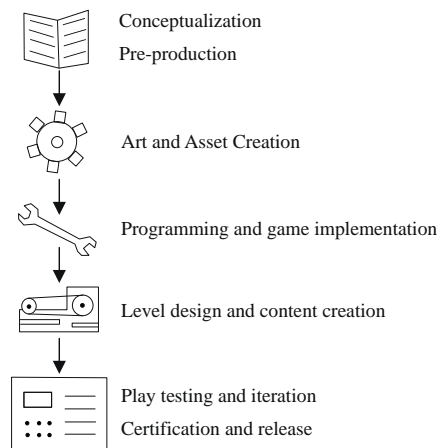 Conceptualization
Pre-production
Art and Asset Creation
Programming and game implementation
Level design and content creation
Play testing and iteration
Certification and release